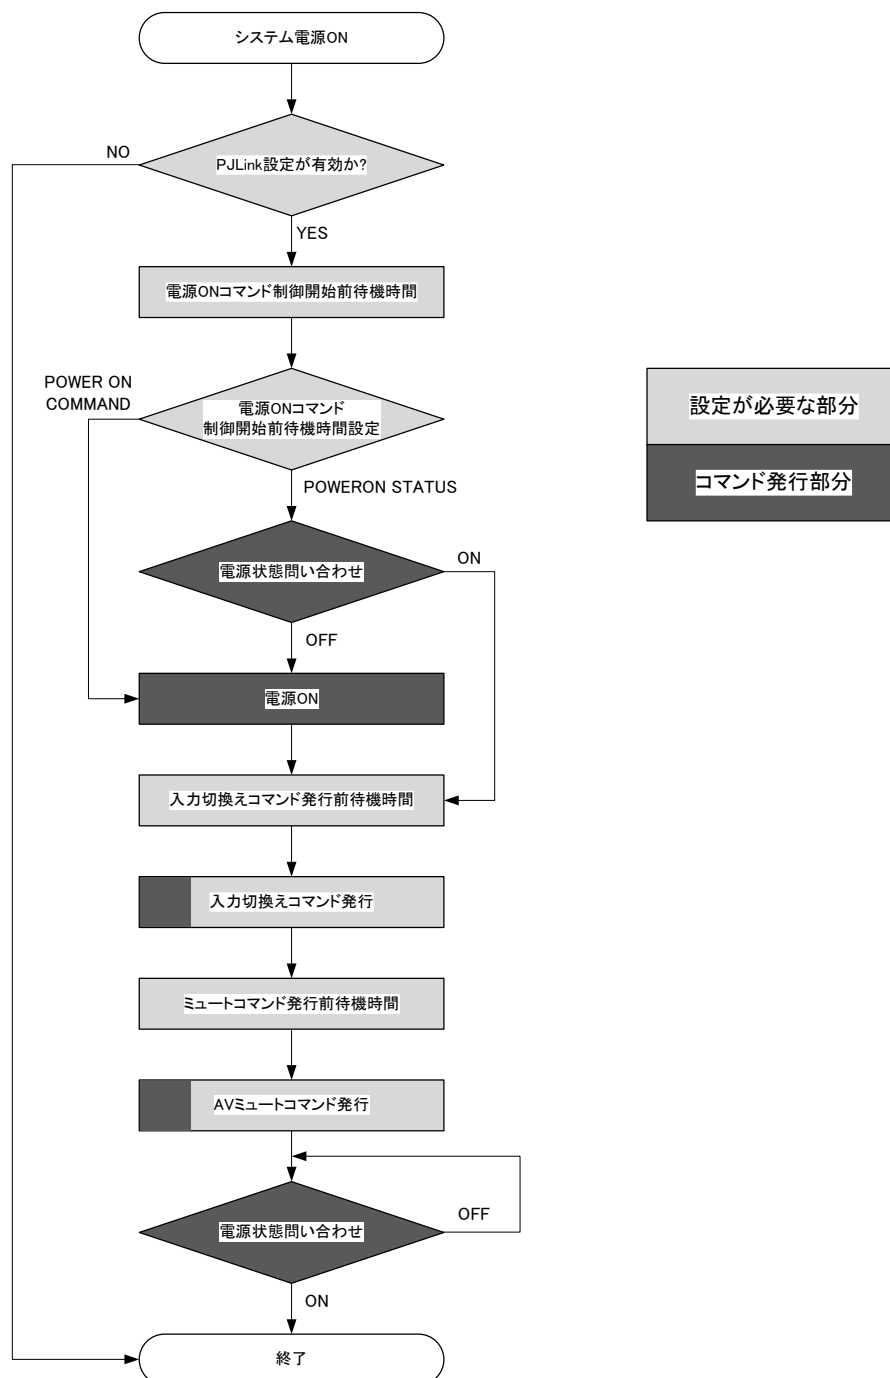 システム電源ON
NO
PJLink設定が有効か?
YES
電源ONコマンド制御開始前待機時間
POWER ON
COMMAND
電源ONコマンド
制御開始前待機時間設定
設定が必要な部分
コマンド発行部分
POWERON STATUS
電源状態問い合わせ
ON
OFF
電源ON
入力切換えコマンド発行前待機時間
入力切換えコマンド発行
ミュートコマンド発行前待機時間
AVミュートコマンド発行
電源状態問い合わせ
OFF
ON
終了